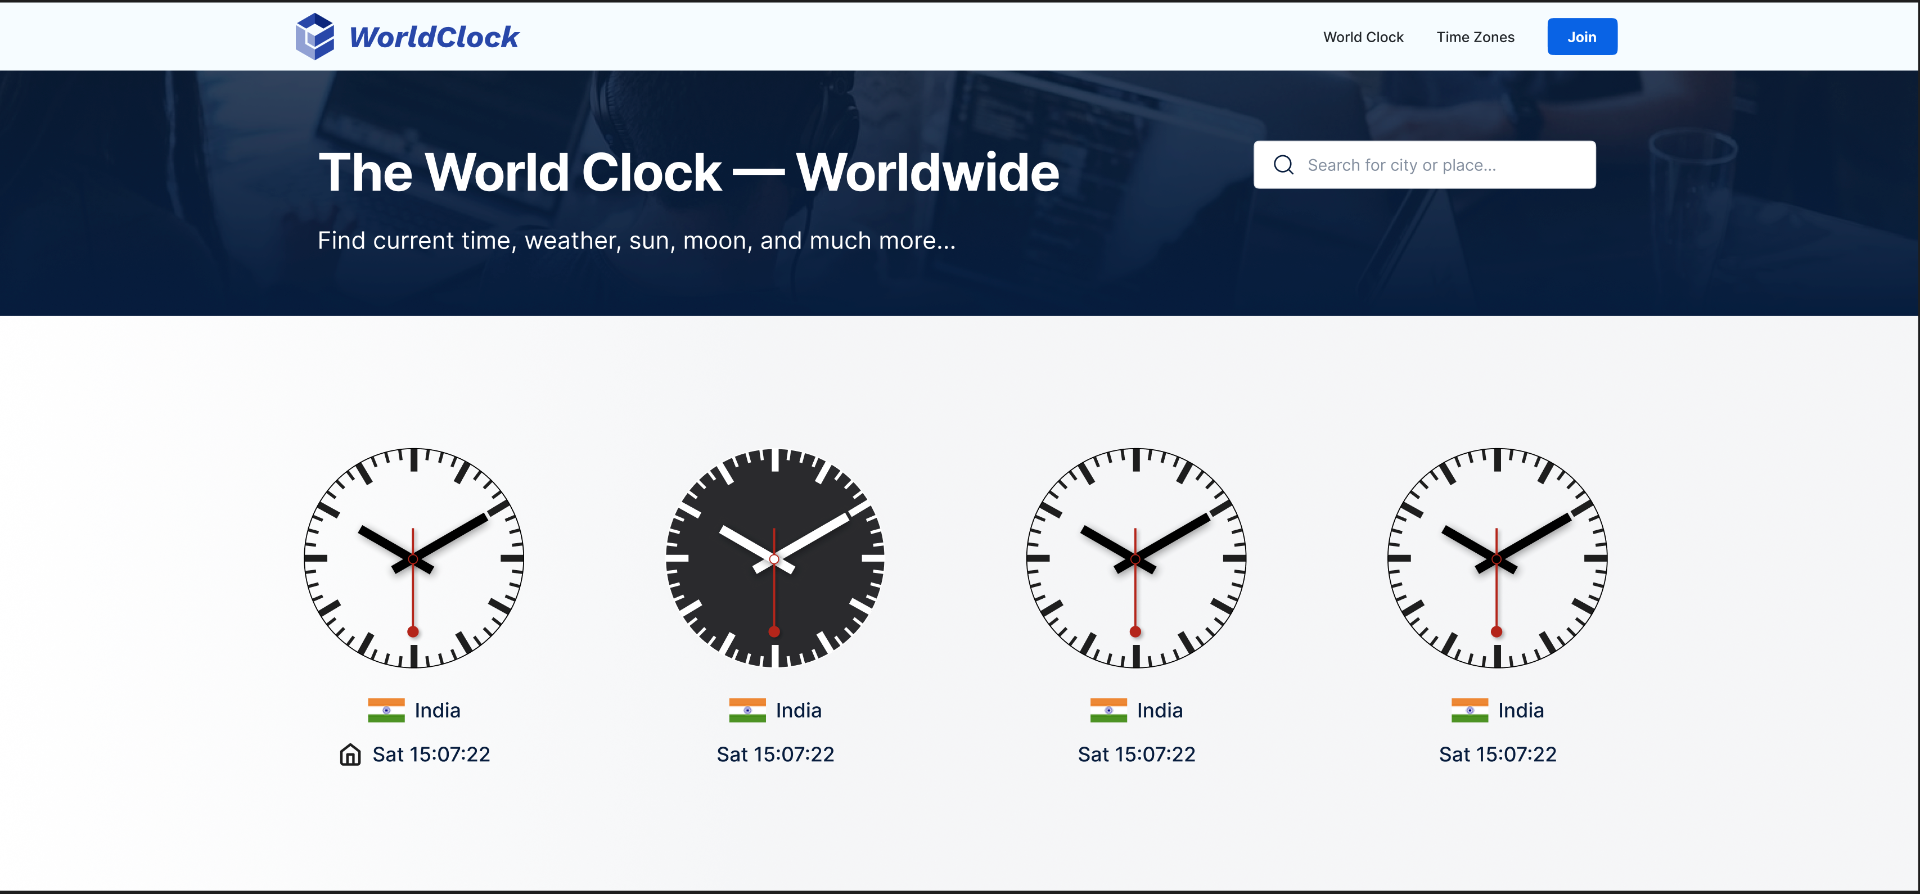 WorldClock
World Clock
Time Zones
Join
The World Clock — Worldwide
Search for city or place...
Find current time, weather, sun, moon, and much more...
India
India
India
India
Sat 15:07:22
Sat 15:07:22
Sat 15:07:22
Sat 15:07:22